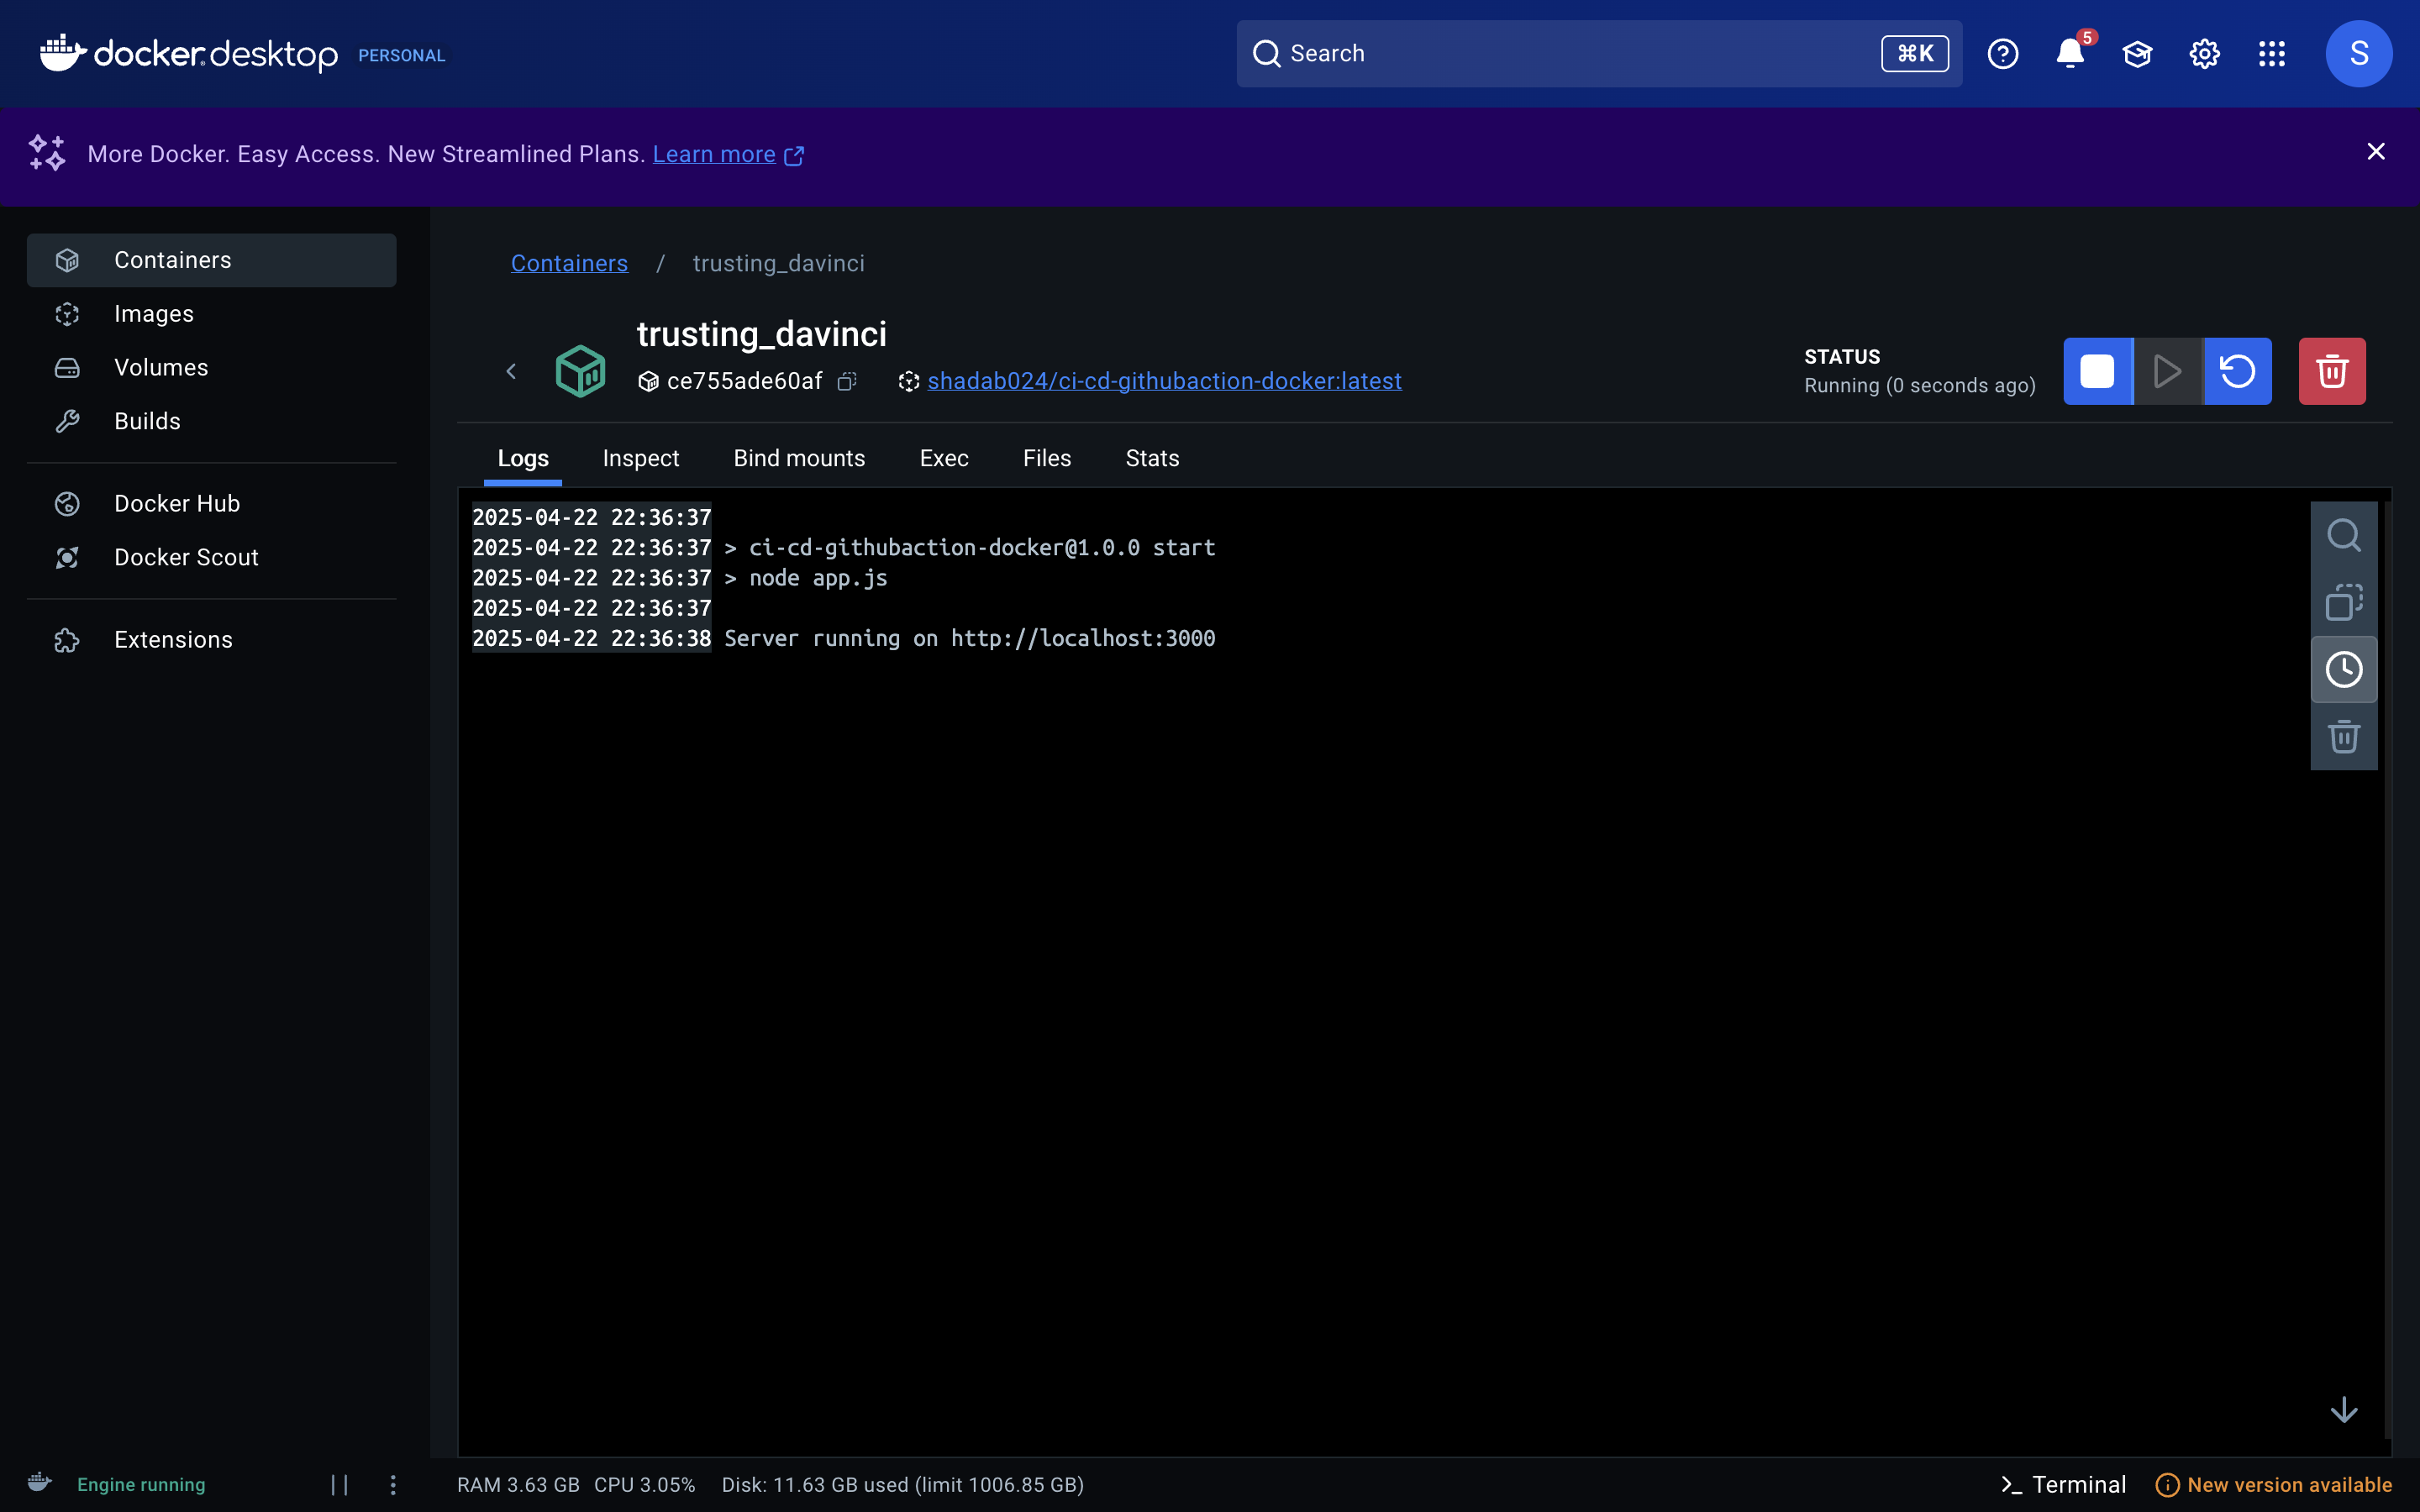 docker desktop PERSONAL
Search ⌘K 5 S
More Docker. Easy Access. New Streamlined Plans. Learn more
Containers
Images
Volumes
Builds
Docker Hub
Docker Scout
Extensions
Containers / trusting_davinci
trusting_davinci
ce755ade60af shadab024/ci-cd-githubaction-docker:latest
STATUS
Running (0 seconds ago)
Logs Inspect Bind mounts Exec Files Stats
2025-04-22 22:36:37
2025-04-22 22:36:37 > ci-cd-githubaction-docker@1.0.0 start
2025-04-22 22:36:37 > node app.js
2025-04-22 22:36:37
2025-04-22 22:36:38 Server running on http://localhost:3000
Engine running RAM 3.63 GB CPU 3.05% Disk: 11.63 GB used (limit 1006.85 GB) Terminal New version available